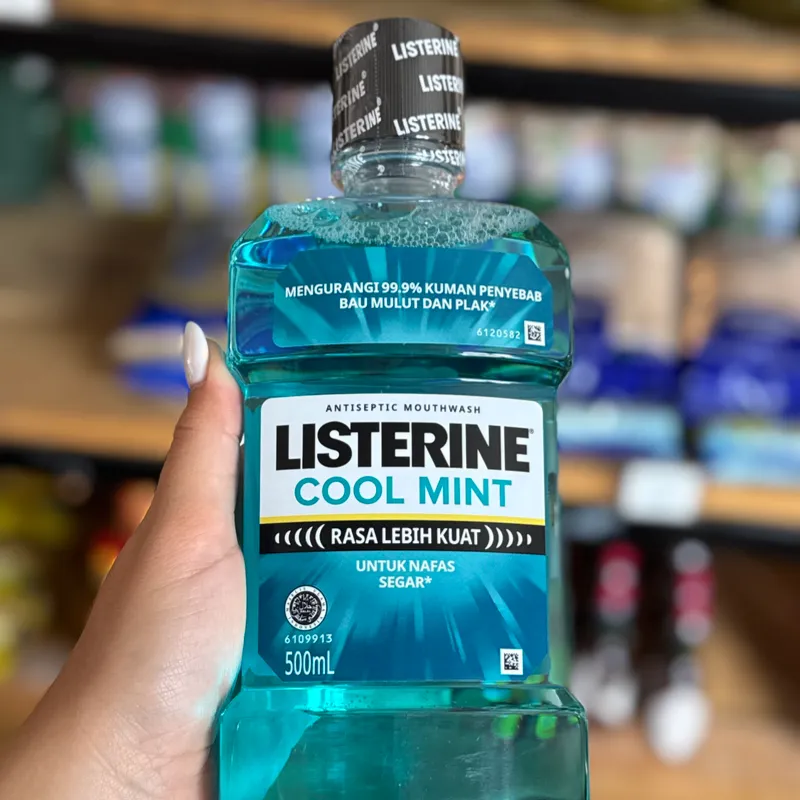 LISTERINE
LISTERINE
LISTERINE
LISTERINE
MENGURANGI 99.9% KUMAN PENYEBAB
BAU MULUT DAN PLAK*
6120582
ANTISEPTIC MOUTHWASH
LISTERINE®
COOL MINT
((((( RASA LEBIH KUAT )))))
UNTUK NAFAS
SEGAR*
6109913
500mL